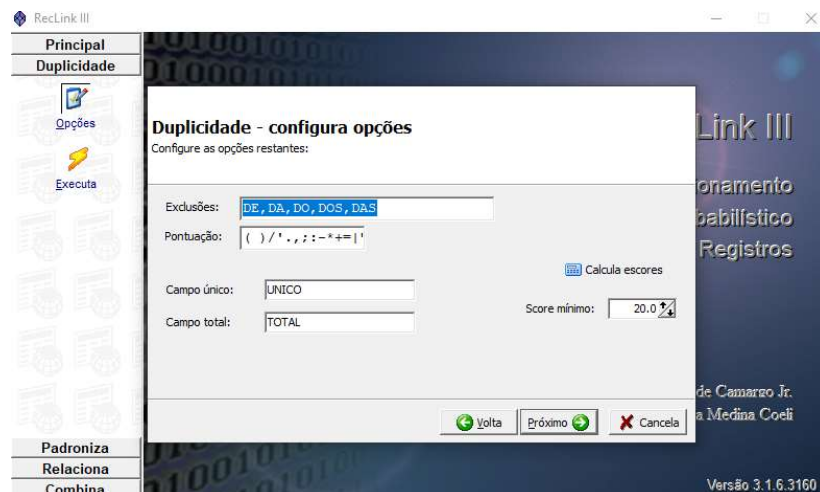 RecLink III
Principal
Duplicidade
Opções
Executa
Duplicidade - configura opções
Configure as opções restantes:
Exclusões: DE,DA,DO,DOS,DAS
Pontuação: ( )/'.,;:-*+=|'
Calcula escores
Campo único: UNICO
Score mínimo: 20.0
Campo total: TOTAL
Volta
Próximo
Cancela
Link III
onamento
babilístico
Registros
de Camargo Jr.
a Medina Coeli
Padroniza
Relaciona
Combina
Versão 3.1.6.3160